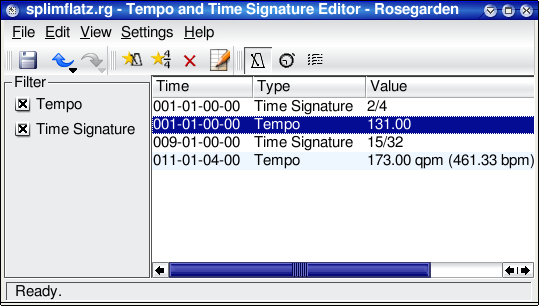 splimflatz.rg - Tempo and Time Signature Editor - Rosegarden
File Edit View Settings Help
Filter
Tempo
Time Signature
Time Type Value
001-01-00-00 Time Signature 2/4
001-01-00-00 Tempo 131.00
009-01-00-00 Time Signature 15/32
011-01-04-00 Tempo 173.00 qpm (461.33 bpm)
Ready.